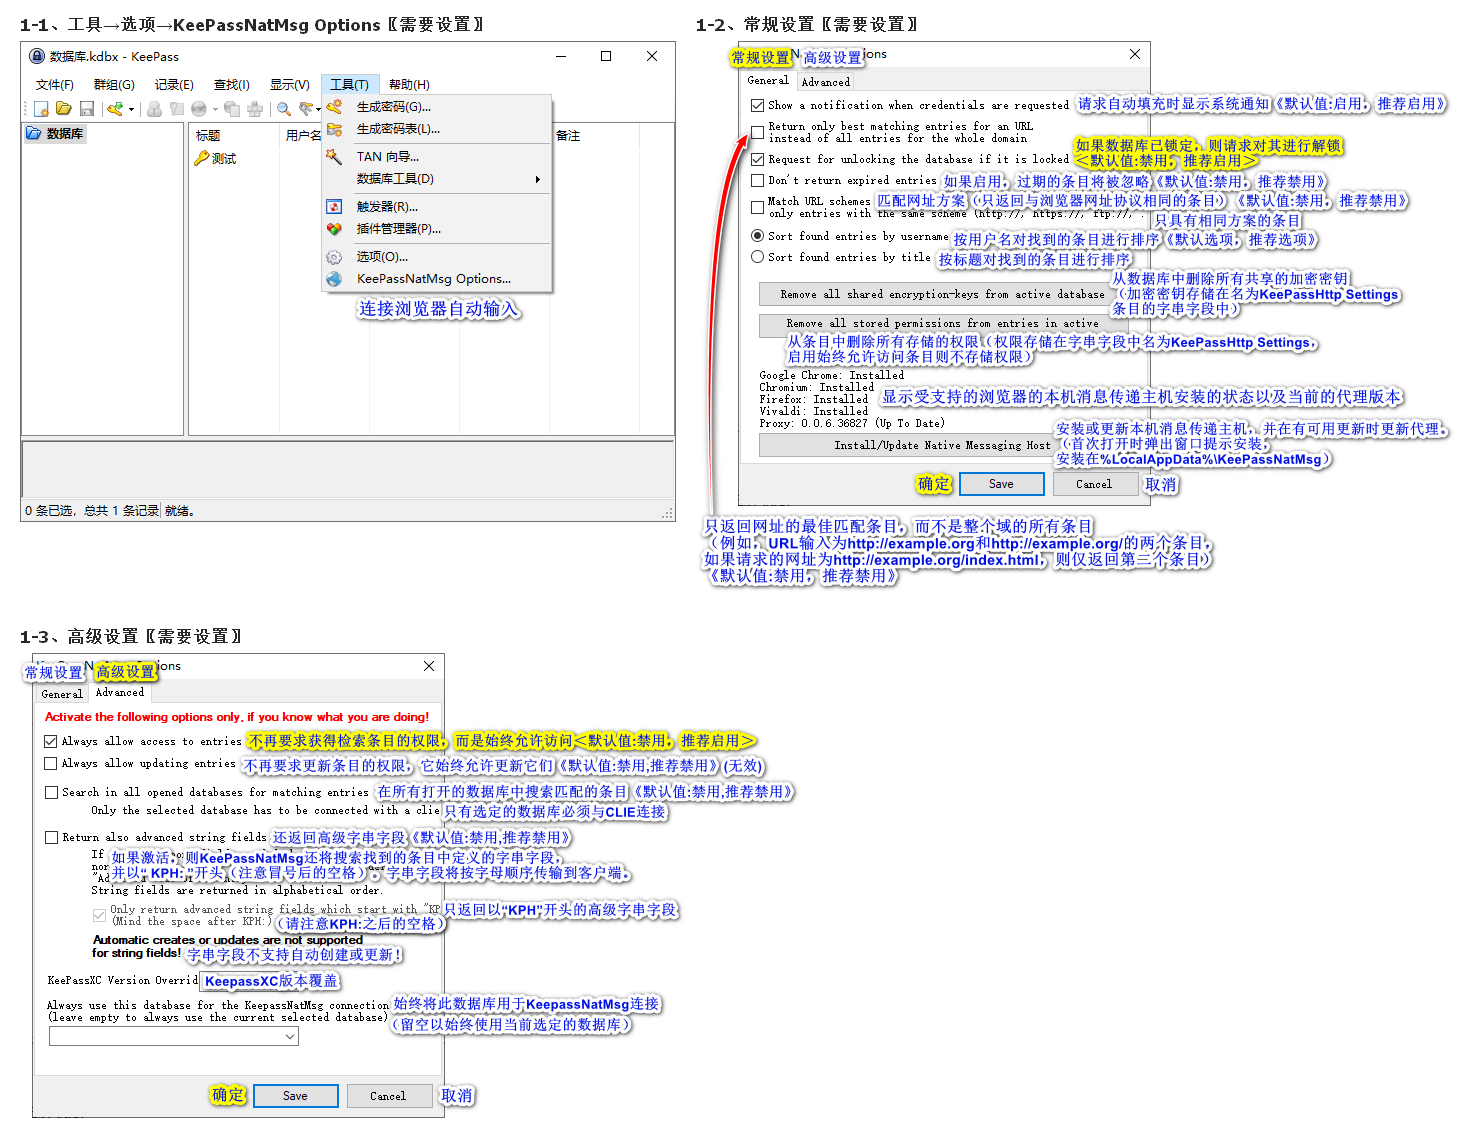 1-1、工具→选项→KeePassNatMsg Options〖需要设置〗
数据库.kdbx - KeePass
文件(F) 群组(G) 记录(E) 查找(I) 显示(V) 工具(T) 帮助(H)
数据库
标题 用户名 备注
测试
生成密码(G)...
生成密码表(L)...
TAN 向导...
数据库工具(D)
触发器(R)...
插件管理器(P)...
选项(O)...
KeePassNatMsg Options...
连接浏览器自动输入
0 条已选，总共 1 条记录 就绪。
1-2、常规设置〖需要设置〗
常规设置 高级设置 ions
General Advanced
Show a notification when credentials are requested 请求自动填充时显示系统通知《默认值:启用，推荐启用》
Return only best matching entries for an URL
instead of all entries for the whole domain
Request for unlocking the database if it is locked 如果数据库已锁定，则请求对其进行解锁
＜默认值:禁用，推荐启用＞
Don't return expired entries 如果启用，过期的条目将被忽略《默认值:禁用，推荐禁用》
Match URL schemes 匹配网址方案（只返回与浏览器网址协议相同的条目）《默认值:禁用，推荐禁用》
only entries with the same scheme (http://, https://, ftp://, .
只具有相同方案的条目
Sort found entries by username 按用户名对找到的条目进行排序《默认选项，推荐选项》
Sort found entries by title 按标题对找到的条目进行排序
Remove all shared encryption-keys from active database
从数据库中删除所有共享的加密密钥
（加密密钥存储在名为KeePassHttp Settings
条目的字串字段中）
Remove all stored permissions from entries in active
从条目中删除所有存储的权限（权限存储在字串字段中名为KeePassHttp Settings，
启用始终允许访问条目则不存储权限）
Google Chrome: Installed
Chromium: Installed
Firefox: Installed
Vivaldi: Installed
Proxy: 0.0.6.36827 (Up To Date)
显示受支持的浏览器的本机消息传递主机安装的状态以及当前的代理版本
Install/Update Native Messaging Host
安装或更新本机消息传递主机，并在有可用更新时更新代理。
（首次打开时弹出窗口提示安装，
安装在%LocalAppData%\KeePassNatMsg）
确定 Save Cancel 取消
只返回网址的最佳匹配条目，而不是整个域的所有条目
（例如，URL输入为http://example.org和http://example.org/的两个条目，
如果请求的网址为http://example.org/index.html，则仅返回第二个条目）
《默认值:禁用，推荐禁用》
1-3、高级设置〖需要设置〗
常规设置 高级设置 tions
General Advanced
Activate the following options only, if you know what you are doing!
Always allow access to entries 不再要求获得检索条目的权限，而是始终允许访问＜默认值:禁用，推荐启用＞
Always allow updating entries 不再要求更新条目的权限，它始终允许更新它们《默认值:禁用,推荐禁用》(无效)
Search in all opened databases for matching entries 在所有打开的数据库中搜索匹配的条目《默认值:禁用,推荐禁用》
Only the selected database has to be connected with a clie 只有选定的数据库必须与CLIE连接
Return also advanced string fields 还返回高级字串字段《默认值:禁用,推荐禁用》
如果激活，则KeePassNatMsg还将搜索找到的条目中定义的字串字段，
并以“ KPH: ”开头（注意冒号后的空格）。字串字段将按字母顺序传输到客户端。
String fields are returned in alphabetical order.
Only return advanced string fields which start with "KP 只返回以“KPH”开头的高级字串字段
(Mind the space after KPH:) （请注意KPH:之后的空格）
Automatic creates or updates are not supported
for string fields! 字串字段不支持自动创建或更新！
KeePassXC Version Overrid KeepassXC版本覆盖
Always use this database for the KeepassNatMsg connection 始终将此数据库用于KeepassNatMsg连接
(leave empty to always use the current selected database) （留空以始终使用当前选定的数据库）
确定 Save Cancel 取消